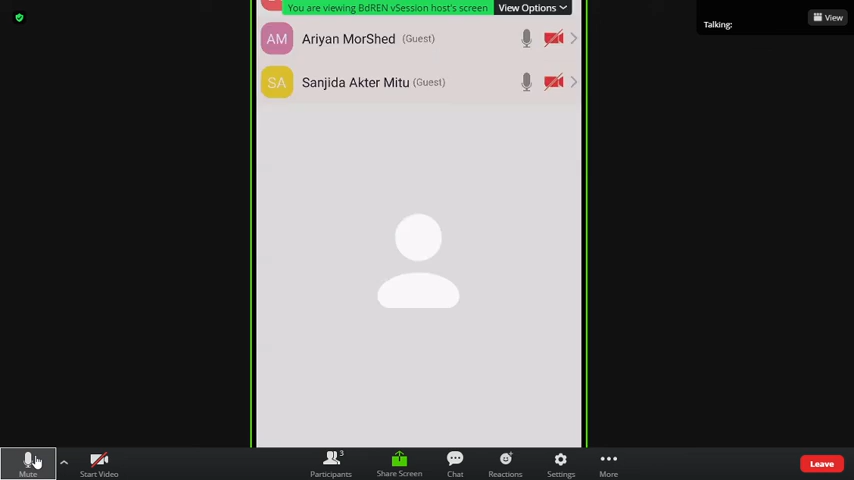 You are viewing BdREN vSession host's screen View Options
View
Talking:
AM Ariyan MorShed (Guest)
SA Sanjida Akter Mitu (Guest)
Mute
Start Video
Participants 3
Share Screen
Chat
Reactions
Settings
More
Leave